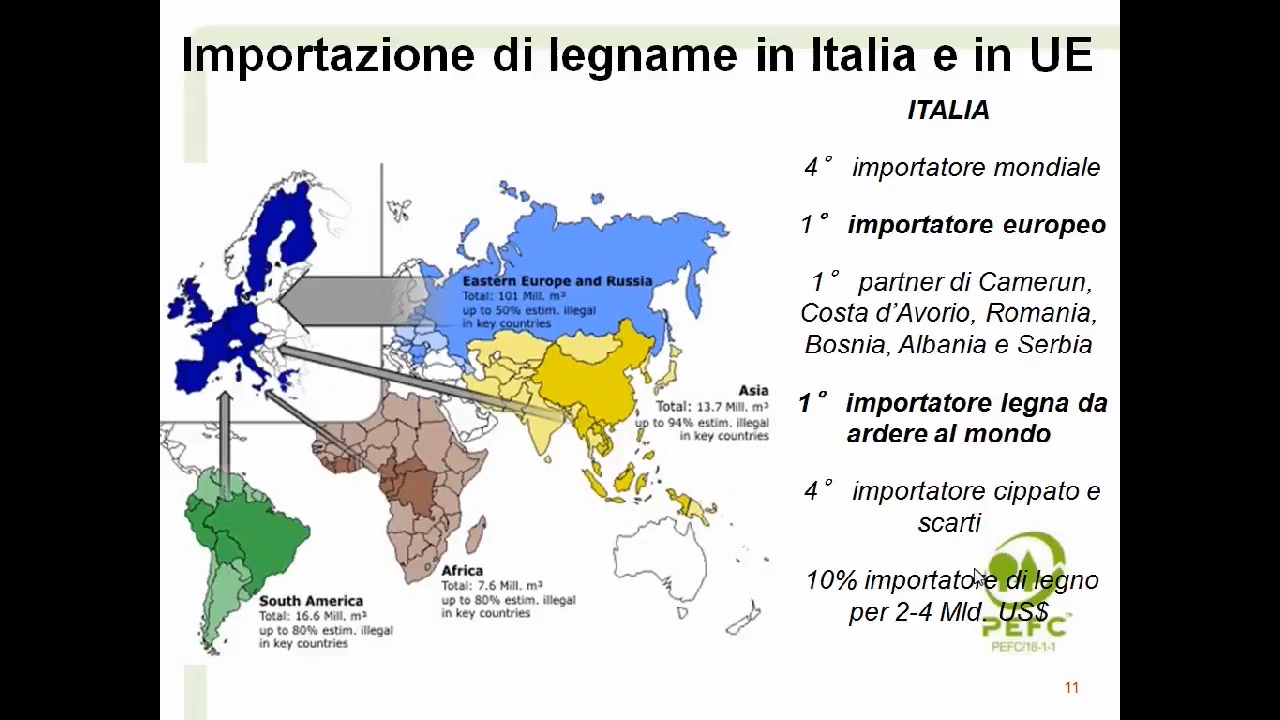 Importazione di legname in Italia e in UE
ITALIA
4° importatore mondiale
1° importatore europeo
1° partner di Camerun,
Costa d'Avorio, Romania,
Bosnia, Albania e Serbia
1° importatore legna da
ardere al mondo
4° importatore cippato e
scarti
10% importatore di legno
per 2-4 Mld. US$
Eastern Europe and Russia
Total: 101 Mill. m³
up to 50% estim. illegal
in key countries
Asia
Total: 13.7 Mill. m³
up to 94% estim. illegal
in key countries
Africa
Total: 7.6 Mill. m³
up to 80% estim. illegal
in key countries
South America
Total: 16.6 Mill. m³
up to 80% estim. illegal
in key countries
PEFC™
PEFC/18-1-1
11